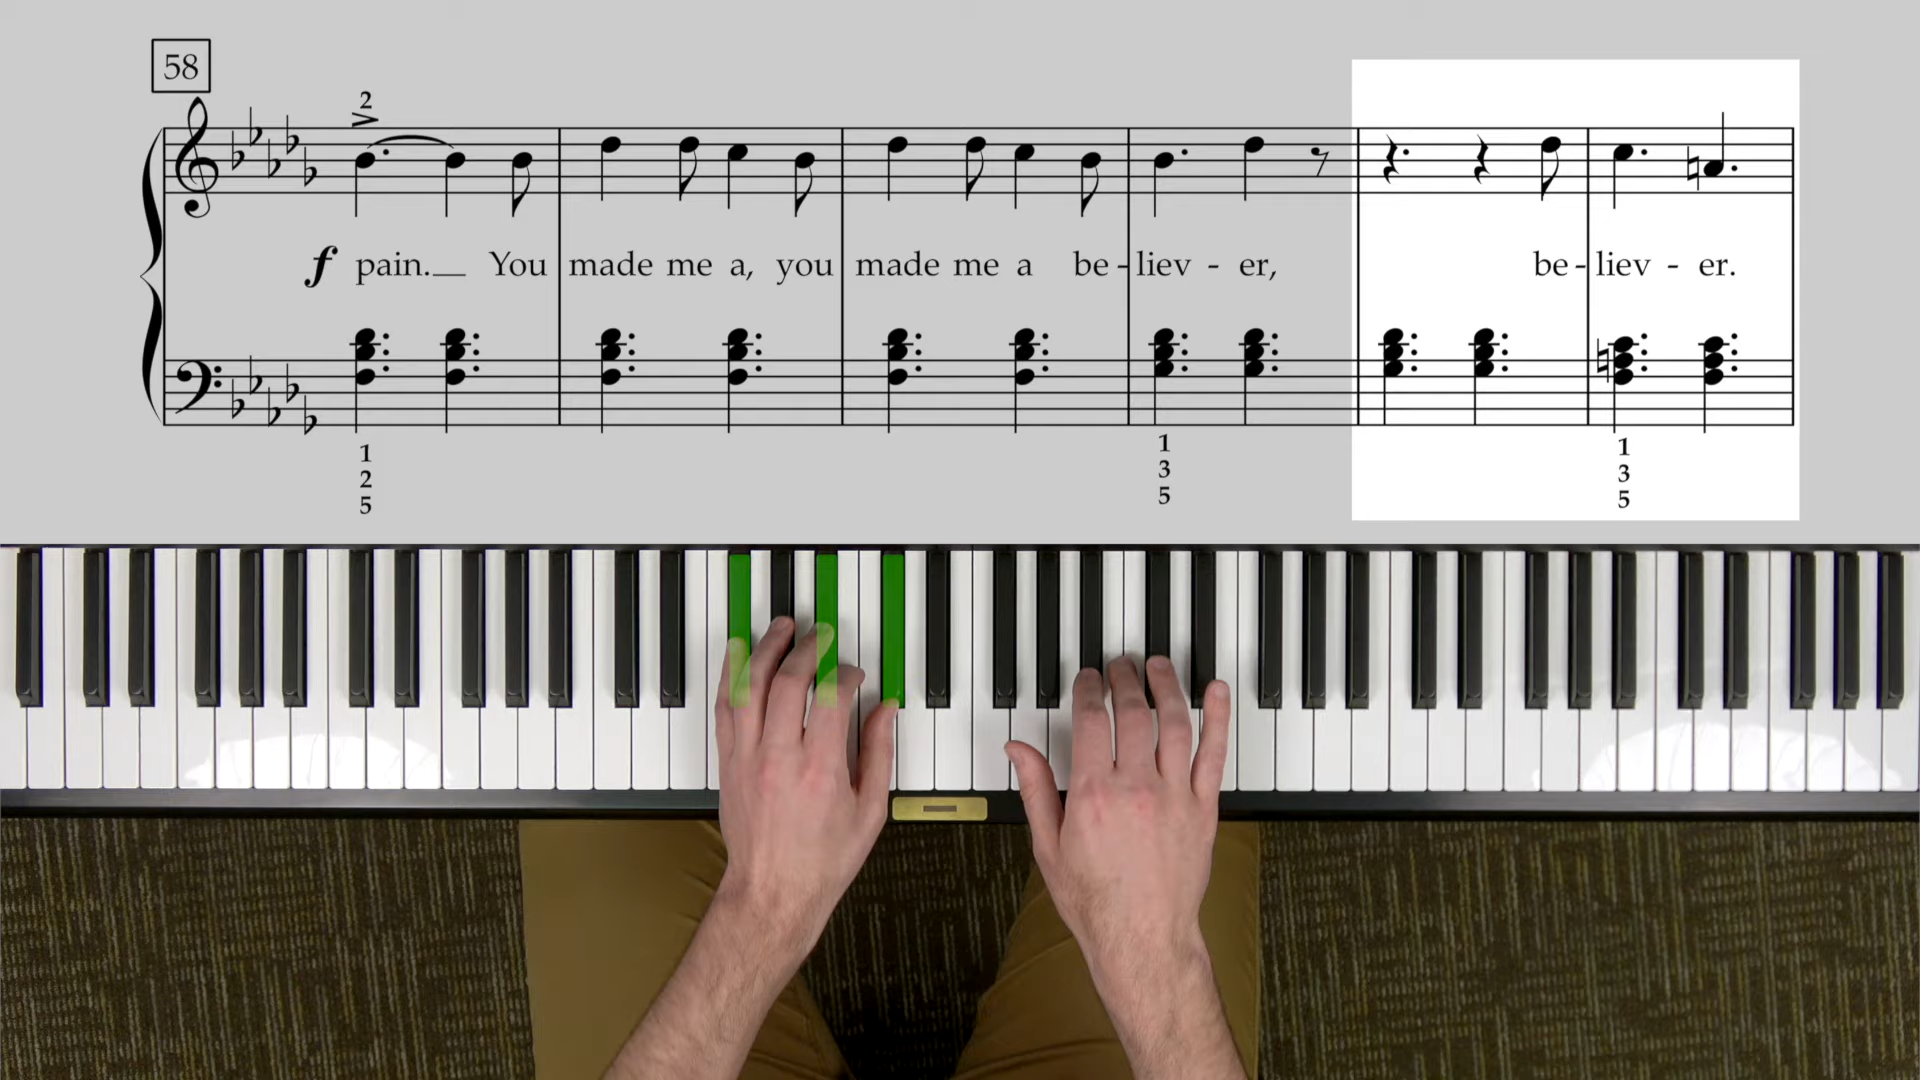 58
2
f pain. You made me a, you made me a be - liev - er, be - liev - er.
1 1 1
2 3 3
5 5 5